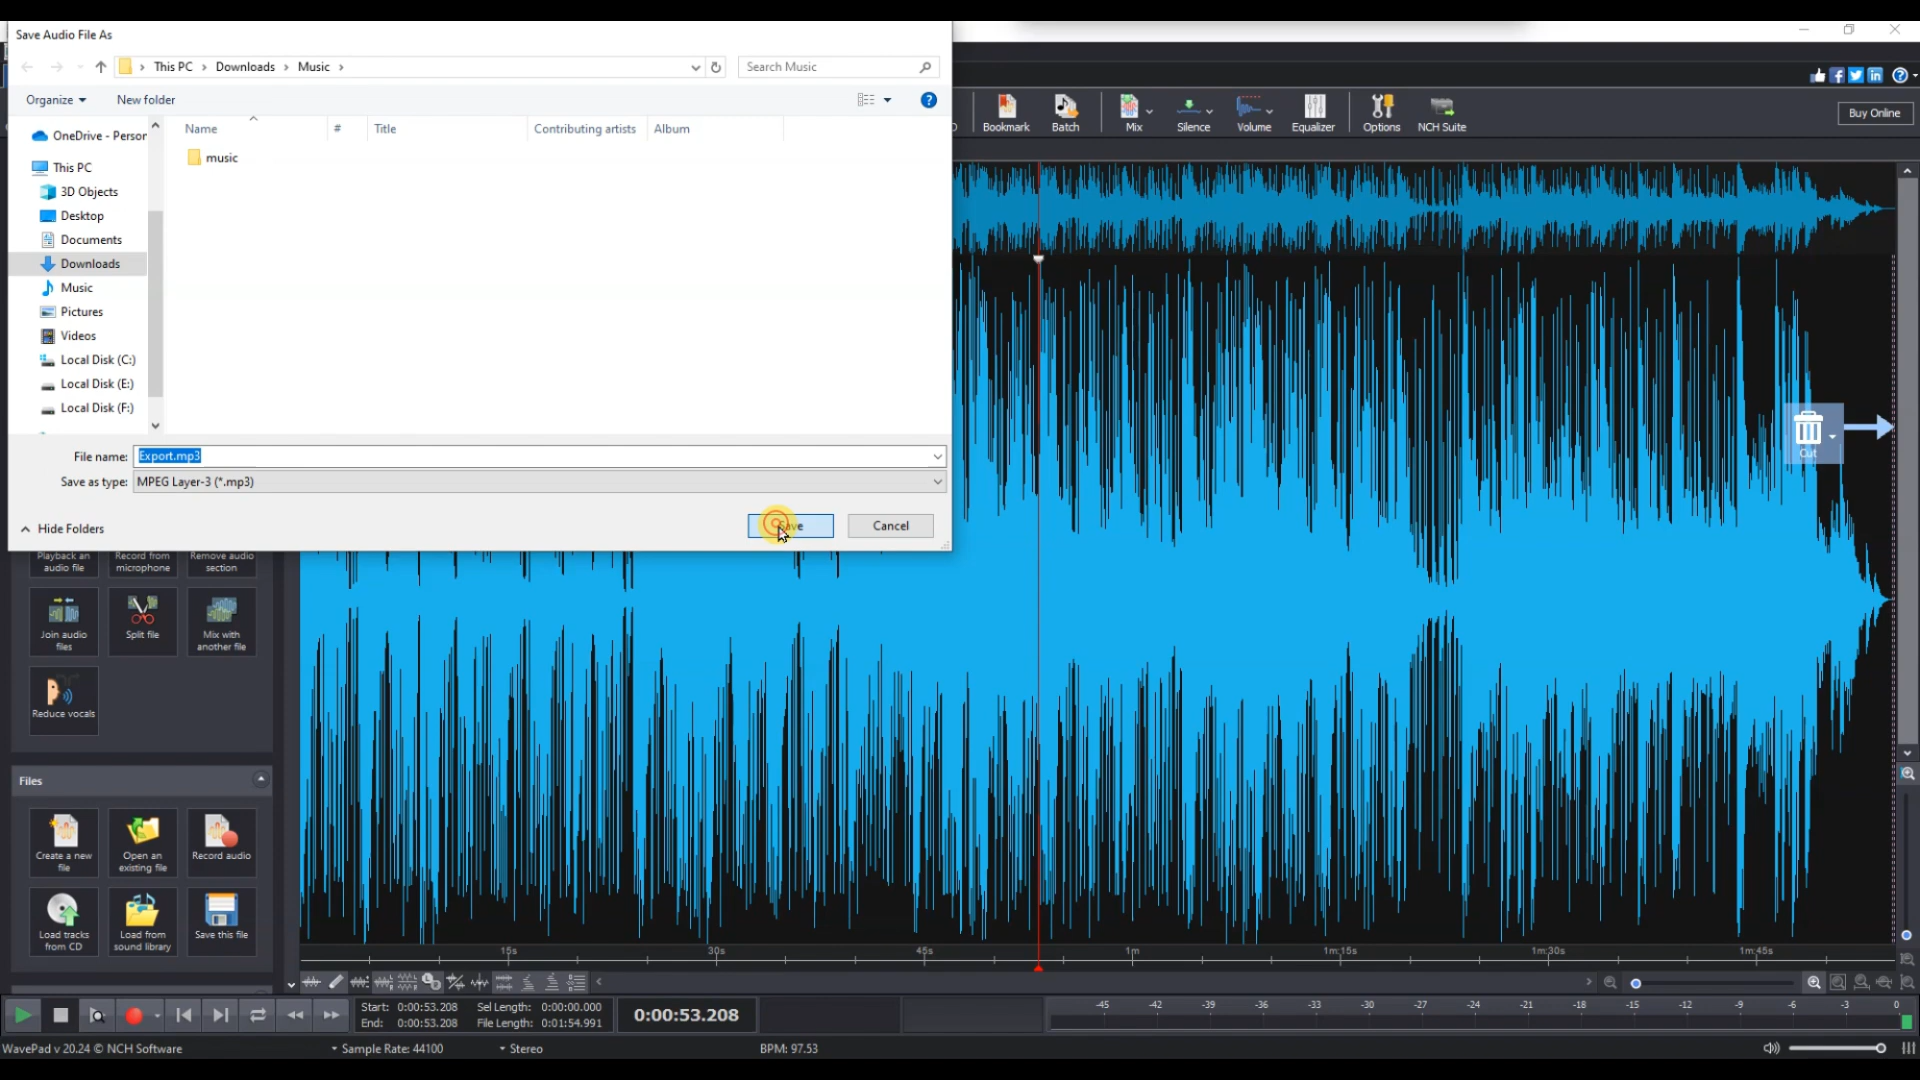 Save Audio File As
This PC > Downloads > Music >
Search Music
Organize
New folder
OneDrive - Person
Name
#
Title
Contributing artists
Album
This PC
music
3D Objects
Desktop
Documents
Downloads
Music
Pictures
Videos
Local Disk (C:)
Local Disk (E:)
Local Disk (F:)
File name: Export.mp3
Save as type: MPEG Layer-3 (*.mp3)
Hide Folders
Save
Cancel
Bookmark
Batch
Mix
Silence
Volume
Equalizer
Options
NCH Suite
Buy Online
Cut
Playback an audio file
Record from microphone
Remove audio section
Join audio files
Split file
Mix with another file
Reduce vocals
Files
Create a new file
Open an existing file
Record audio
Load tracks from CD
Load from sound library
Save this file
15s 30s 45s 1m 1m:15s 1m:30s 1m:45s
Start: 0:00:53.208 Sel Length: 0:00:00.000
End: 0:00:53.208 File Length: 0:01:54.991
0:00:53.208
-45 -42 -39 -36 -33 -30 -27 -24 -21 -18 -15 -12 -9 -6 -3 0
WavePad v 20.24 © NCH Software
Sample Rate: 44100
Stereo
BPM: 97.53